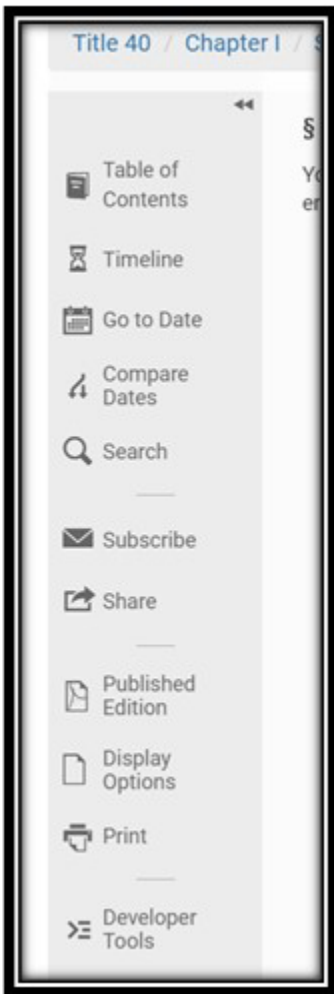 Title 40 / Chapter I /
§
Table of
Contents
Timeline
Go to Date
Compare
Dates
Search
Subscribe
Share
Published
Edition
Display
Options
Print
Developer
Tools